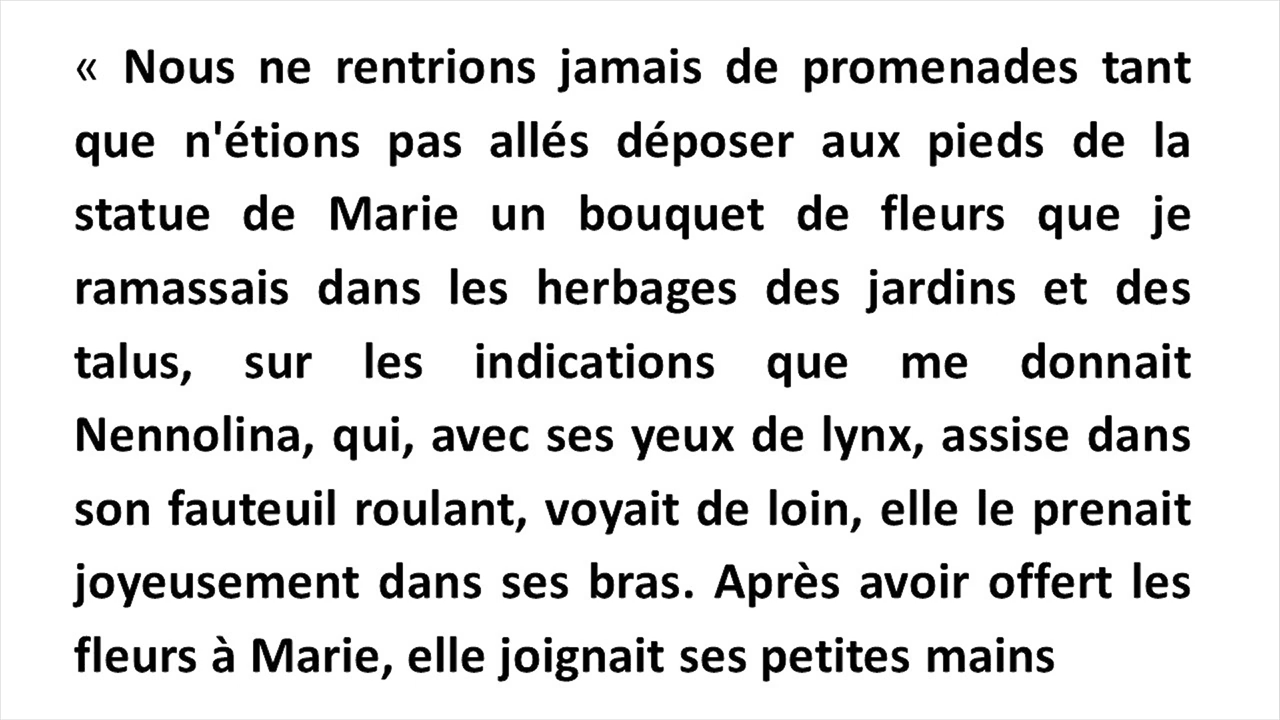 « Nous ne rentrions jamais de promenades tant
que n'étions pas allés déposer aux pieds de la
statue de Marie un bouquet de fleurs que je
ramassais dans les herbages des jardins et des
talus, sur les indications que me donnait
Nennolina, qui, avec ses yeux de lynx, assise dans
son fauteuil roulant, voyait de loin, elle le prenait
joyeusement dans ses bras. Après avoir offert les
fleurs à Marie, elle joignait ses petites mains